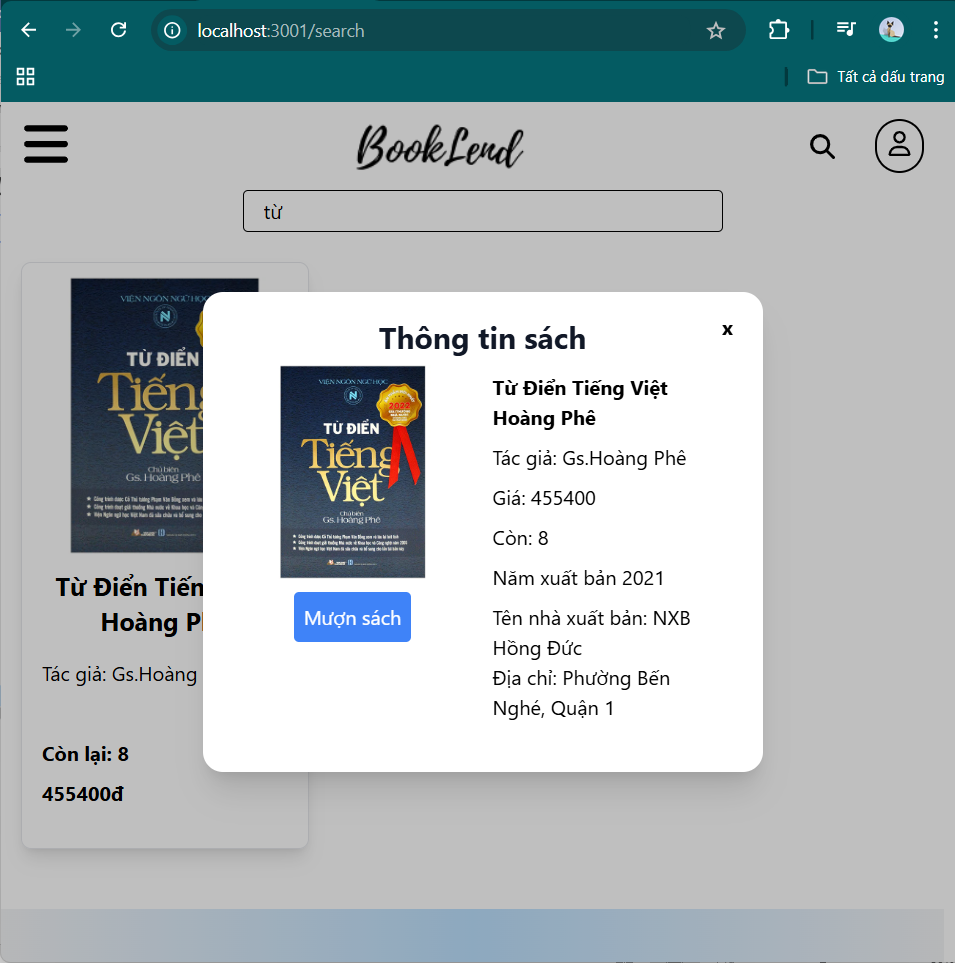 localhost:3001/search
Tất cả dấu trang
BookLend
từ
VIỆN NGÔN NGỮ HỌC
TỪ ĐIỂN
Tiếng
Việt
Chủ biên
Gs. Hoàng Phê
Từ Điển Tiến
Hoàng P
Tác giả: Gs.Hoàng
Còn lại: 8
455400đ
Thông tin sách
x
VIỆN NGÔN NGỮ HỌC
TỪ ĐIỂN
Tiếng
Việt
Chủ biên
Gs. Hoàng Phê
Mượn sách
Từ Điển Tiếng Việt
Hoàng Phê
Tác giả: Gs.Hoàng Phê
Giá: 455400
Còn: 8
Năm xuất bản 2021
Tên nhà xuất bản: NXB
Hồng Đức
Địa chỉ: Phường Bến
Nghé, Quận 1